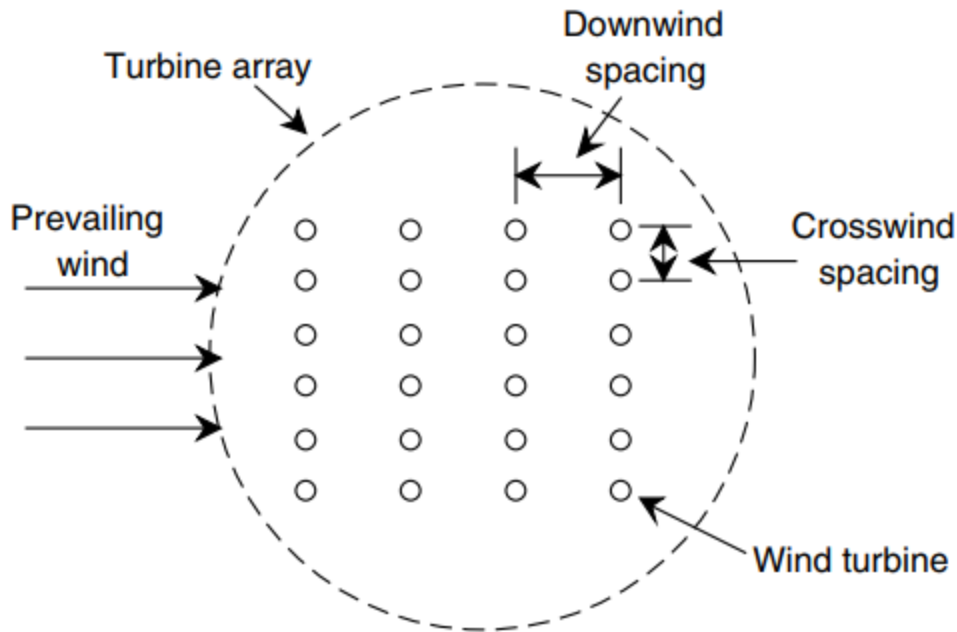 Downwind
spacing
Turbine array
Prevailing
wind
Crosswind
spacing
Wind turbine